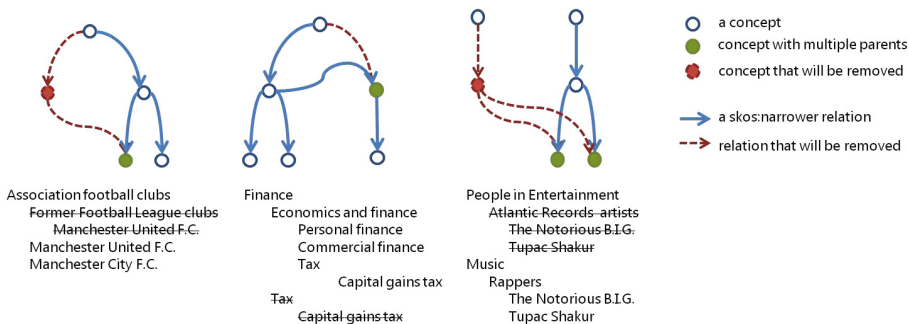 a concept
concept with multiple parents
concept that will be removed
a skos:narrower relation
relation that will be removed
Association football clubs
Former Football League clubs
Manchester United F.C.
Manchester United F.C.
Manchester City F.C.
Finance
Economics and finance
Personal finance
Commercial finance
Tax
Capital gains tax
Tax
Capital gains tax
People in Entertainment
Atlantic Records artists
The Notorious B.I.G.
Tupac Shakur
Music
Rappers
The Notorious B.I.G.
Tupac Shakur